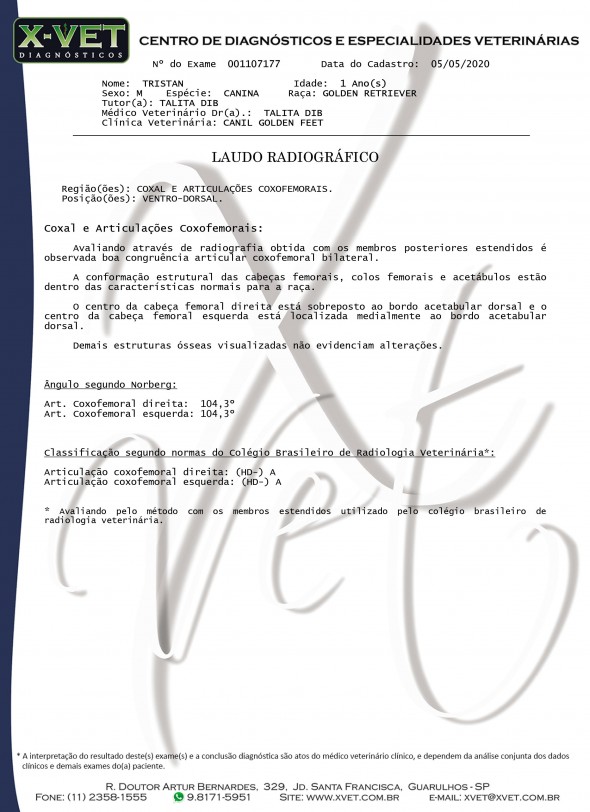 X-VET
DIAGNÓSTICOS
CENTRO DE DIAGNÓSTICOS E ESPECIALIDADES VETERINÁRIAS
N° do Exame 001107177 Data do Cadastro: 05/05/2020
Nome: TRISTAN Idade: 1 Ano(s)
Sexo: M Espécie: CANINA Raça: GOLDEN RETRIEVER
Tutor(a): TALITA DIB
Médico Veterinário Dr(a).: TALITA DIB
Clínica Veterinária: CANIL GOLDEN FEET
LAUDO RADIOGRÁFICO
Região(ões): COXAL E ARTICULAÇÕES COXOFEMORAIS.
Posição(ões): VENTRO-DORSAL.
Coxal e Articulações Coxofemorais:
Avaliando através de radiografia obtida com os membros posteriores estendidos é
observada boa congruência articular coxofemoral bilateral.
A conformação estrutural das cabeças femorais, colos femorais e acetábulos estão
dentro das características normais para a raça.
O centro da cabeça femoral direita está sobreposto ao bordo acetabular dorsal e o
centro da cabeça femoral esquerda está localizada medialmente ao bordo acetabular
dorsal.
Demais estruturas ósseas visualizadas não evidenciam alterações.
Ângulo segundo Norberg:
Art. Coxofemoral direita: 104,3°
Art. Coxofemoral esquerda: 104,3°
Classificação segundo normas do Colégio Brasileiro de Radiologia Veterinária*:
Articulação coxofemoral direita: (HD-) A
Articulação coxofemoral esquerda: (HD-) A
* Avaliando pelo método com os membros estendidos utilizado pelo colégio brasileiro de
radiologia veterinária.
X Vet
* A interpretação do resultado deste(s) exame(s) e a conclusão diagnóstica são atos do médico veterinário clínico, e dependem da análise conjunta dos dados
clínicos e demais exames do(a) paciente.
R. Doutor Artur Bernardes, 329, Jd. Santa Francisca, Guarulhos - SP
Fone: (11) 2358-1555 9.8171-5951 Site: www.xvet.com.br e-mail: xvet@xvet.com.br